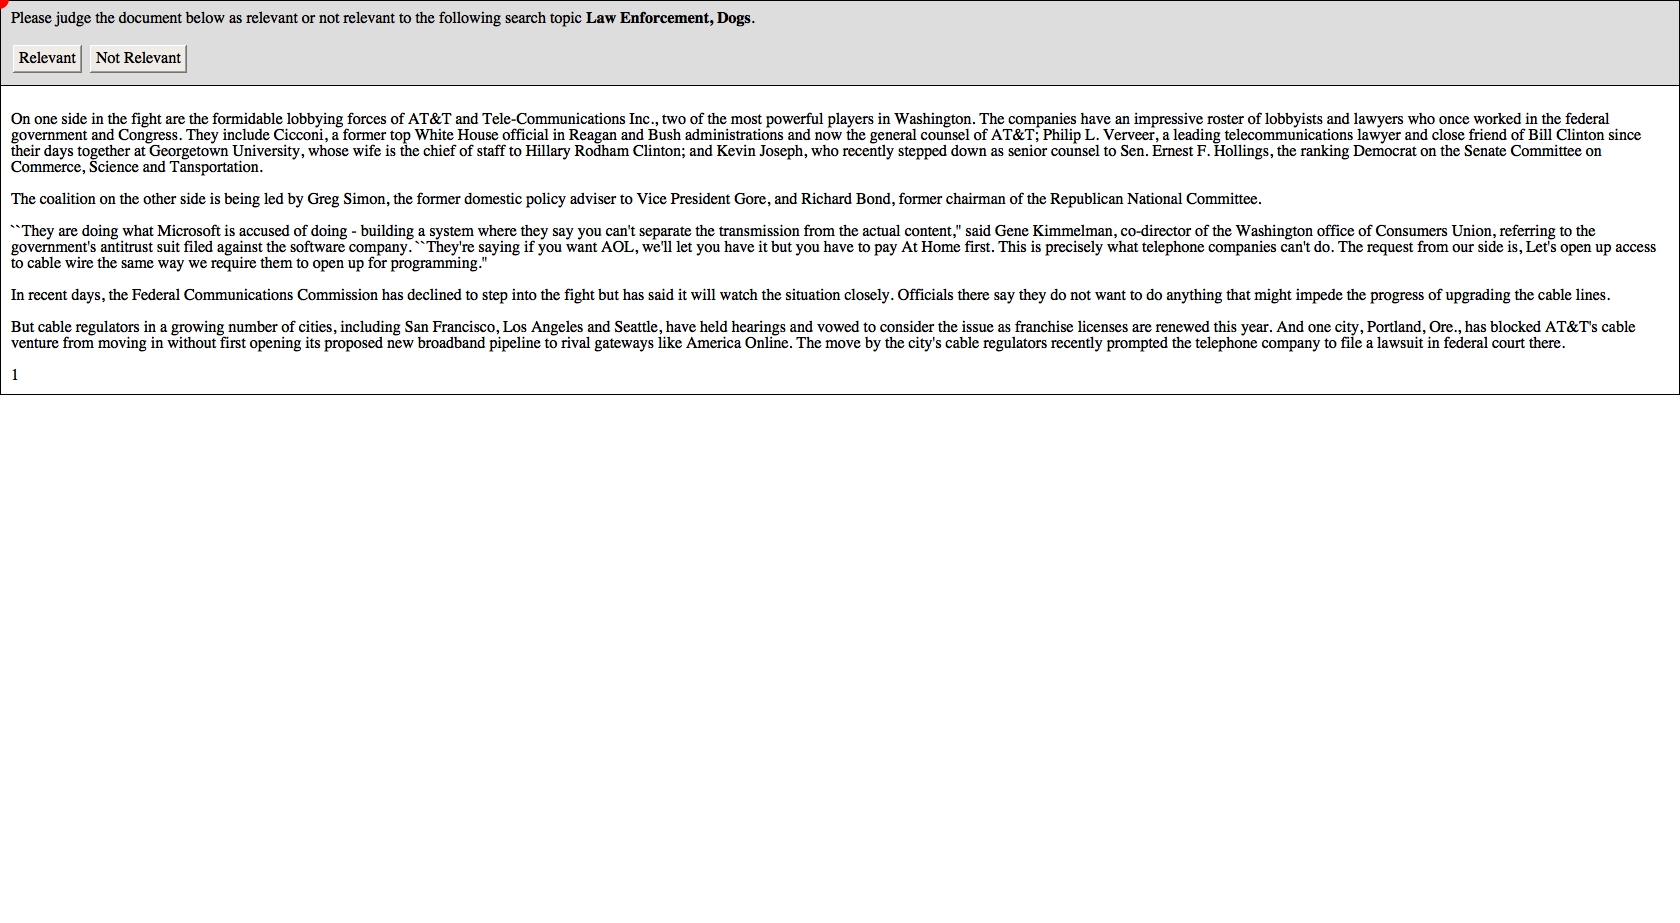 Please judge the document below as relevant or not relevant to the following search topic Law Enforcement, Dogs.
Relevant Not Relevant
On one side in the fight are the formidable lobbying forces of AT&T and Tele-Communications Inc., two of the most powerful players in Washington. The companies have an impressive roster of lobbyists and lawyers who once worked in the federal
government and Congress. They include Cicconi, a former top White House official in Reagan and Bush administrations and now the general counsel of AT&T; Philip L. Verveer, a leading telecommunications lawyer and close friend of Bill Clinton since
their days together at Georgetown University, whose wife is the chief of staff to Hillary Rodham Clinton; and Kevin Joseph, who recently stepped down as senior counsel to Sen. Ernest F. Hollings, the ranking Democrat on the Senate Committee on
Commerce, Science and Tansportation.
The coalition on the other side is being led by Greg Simon, the former domestic policy adviser to Vice President Gore, and Richard Bond, former chairman of the Republican National Committee.
``They are doing what Microsoft is accused of doing - building a system where they say you can't separate the transmission from the actual content,'' said Gene Kimmelman, co-director of the Washington office of Consumers Union, referring to the
government's antitrust suit filed against the software company. ``They're saying if you want AOL, we'll let you have it but you have to pay At Home first. This is precisely what telephone companies can't do. The request from our side is, Let's open up access
to cable wire the same way we require them to open up for programming.''
In recent days, the Federal Communications Commission has declined to step into the fight but has said it will watch the situation closely. Officials there say they do not want to do anything that might impede the progress of upgrading the cable lines.
But cable regulators in a growing number of cities, including San Francisco, Los Angeles and Seattle, have held hearings and vowed to consider the issue as franchise licenses are renewed this year. And one city, Portland, Ore., has blocked AT&T's cable
venture from moving in without first opening its proposed new broadband pipeline to rival gateways like America Online. The move by the city's cable regulators recently prompted the telephone company to file a lawsuit in federal court there.
1